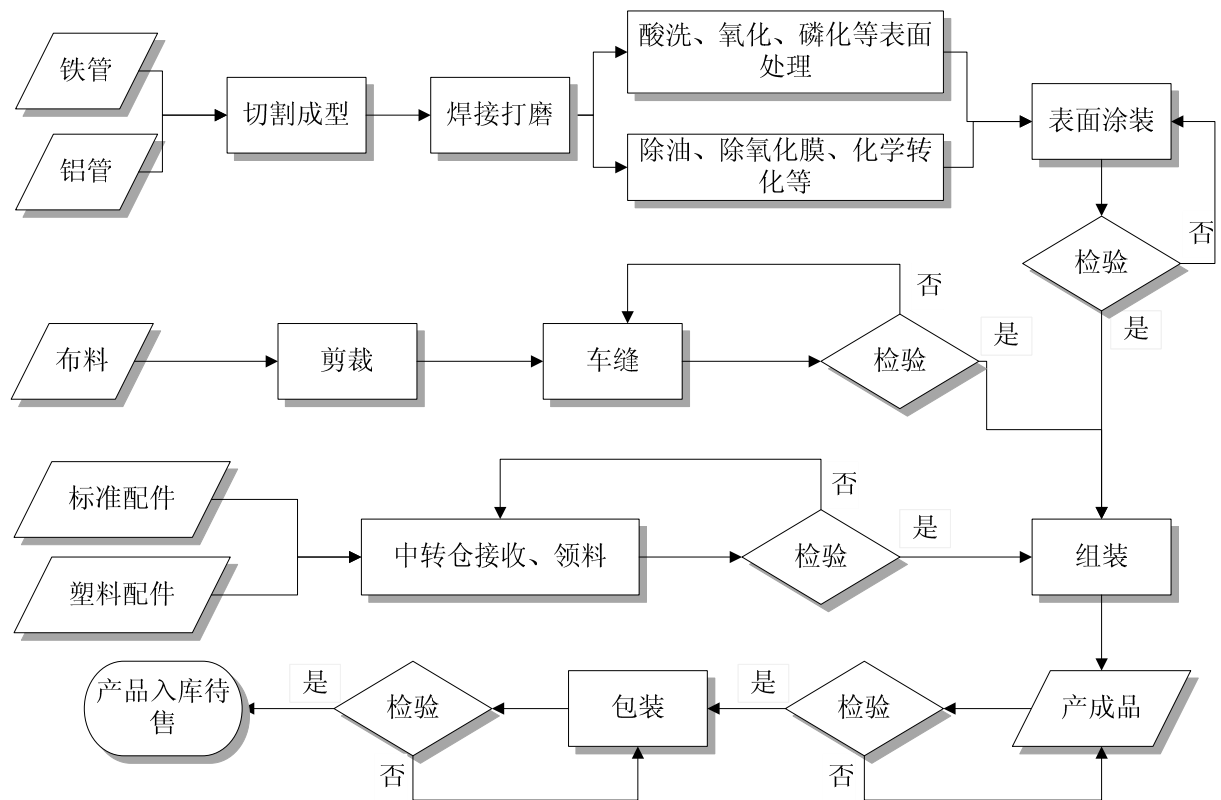 铁管
铝管
切割成型
焊接打磨
酸洗、氧化、磷化等表面
处理
除油、除氧化膜、化学转
化等
表面涂装
检验
否
是
布料
剪裁
车缝
检验
否
是
标准配件
塑料配件
中转仓接收、领料
检验
否
是
组装
产成品
检验
否
是
包装
检验
否
是
产品入库待
售